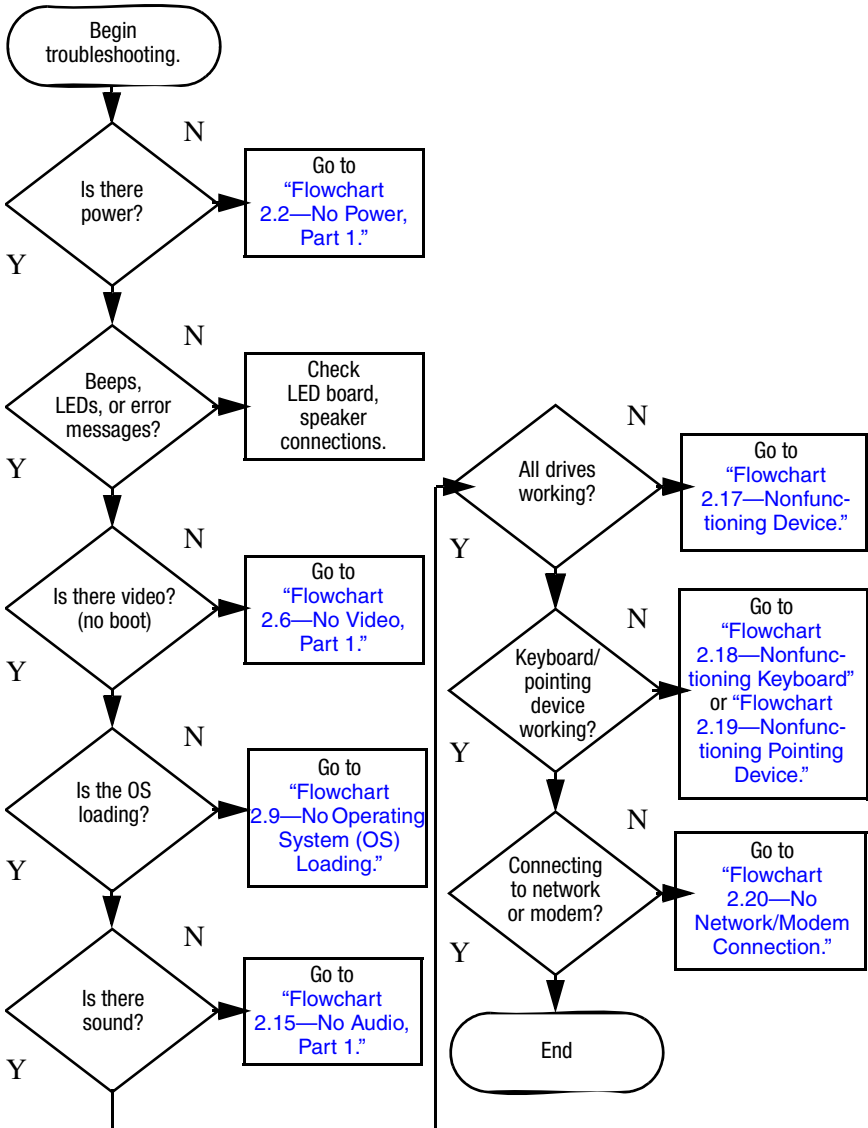 Begin
troubleshooting.
N
Is there
power?
Go to
“Flowchart
2.2—No Power,
Part 1.”
Y
N
Beeps,
LEDs, or error
messages?
Check
LED board,
speaker
connections.
Y
N
Is there video?
(no boot)
Go to
“Flowchart
2.6—No Video,
Part 1.”
Y
N
Is the OS
loading?
Go to
“Flowchart
2.9—No Operating
System (OS)
Loading.”
Y
N
Is there
sound?
Go to
“Flowchart
2.15—No Audio,
Part 1.”
Y
N
All drives
working?
Go to
“Flowchart
2.17—Nonfunc-
tioning Device.”
Y
N
Keyboard/
pointing
device
working?
Go to
“Flowchart
2.18—Nonfunc-
tioning Keyboard”
or “Flowchart
2.19—Nonfunc-
tioning Pointing
Device.”
Y
N
Connecting
to network
or modem?
Go to
“Flowchart
2.20—No
Network/Modem
Connection.”
Y
End